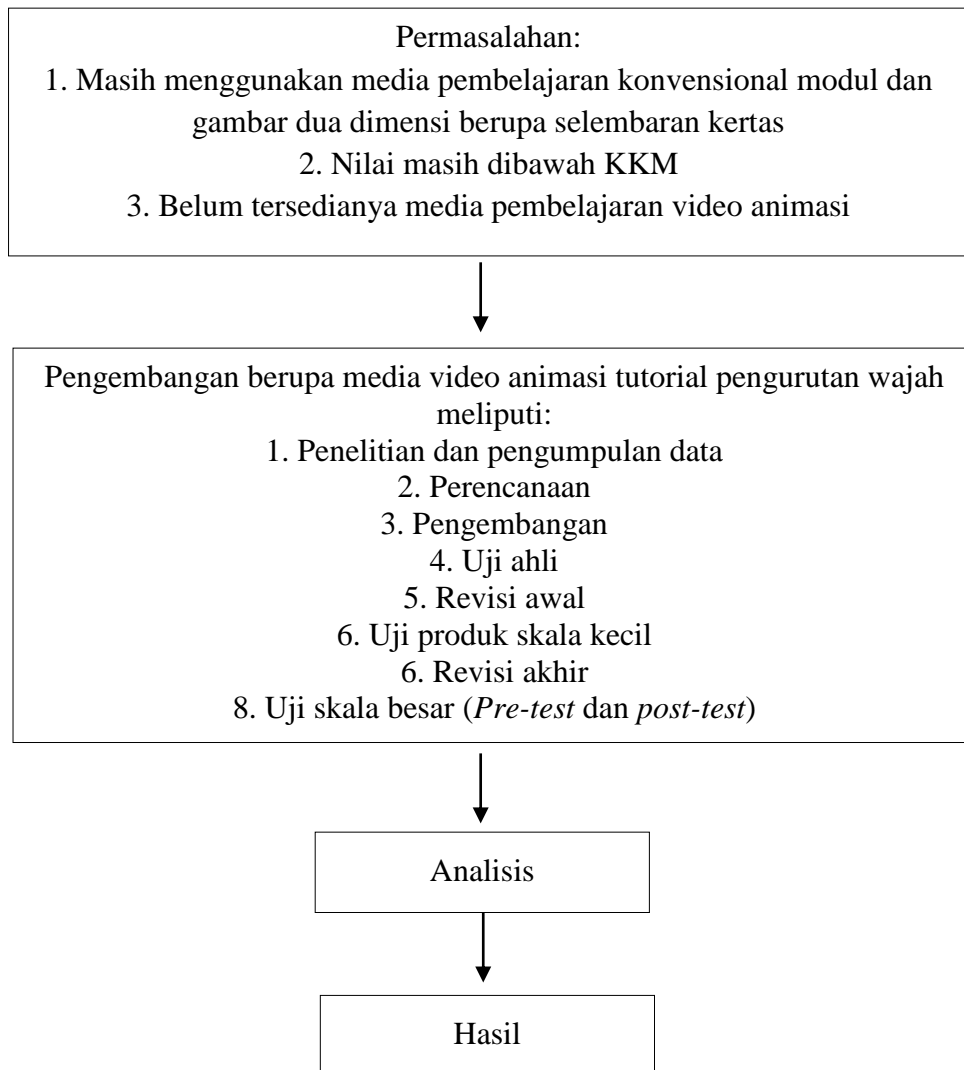 Permasalahan:
1. Masih menggunakan media pembelajaran konvensional modul dan
gambar dua dimensi berupa selembaran kertas
2. Nilai masih dibawah KKM
3. Belum tersedianya media pembelajaran video animasi
Pengembangan berupa media video animasi tutorial pengurutan wajah
meliputi:
1. Penelitian dan pengumpulan data
2. Perencanaan
3. Pengembangan
4. Uji ahli
5. Revisi awal
6. Uji produk skala kecil
6. Revisi akhir
8. Uji skala besar (Pre-test dan post-test)
Analisis
Hasil